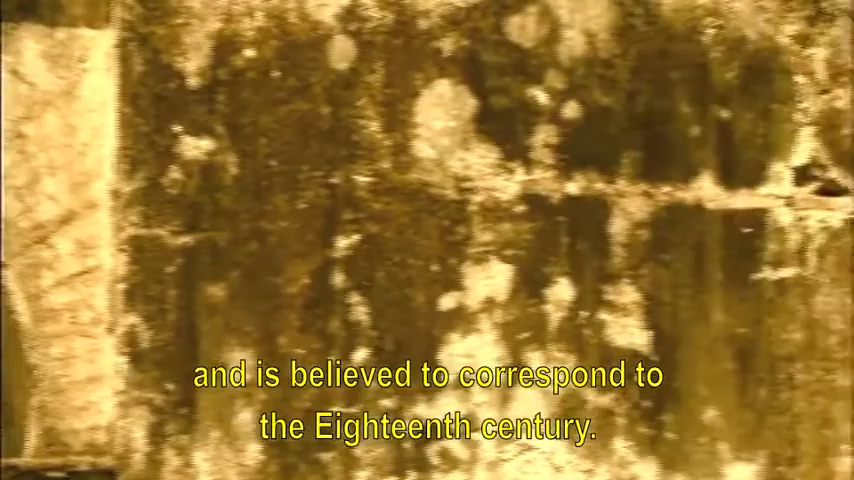 and is believed to correspond to
the Eighteenth century.